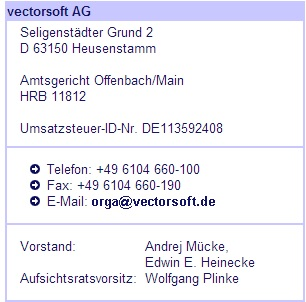 vectorsoft AG
Seligenstädter Grund 2
D 63150 Heusenstamm
Amtsgericht Offenbach/Main
HRB 11812
Umsatzsteuer-ID-Nr. DE113592408
Telefon: +49 6104 660-100
Fax: +49 6104 660-190
E-Mail: orga@vectorsoft.de
Vorstand: Andrej Mücke,
Edwin E. Heinecke
Aufsichtsratsvorsitz: Wolfgang Plinke